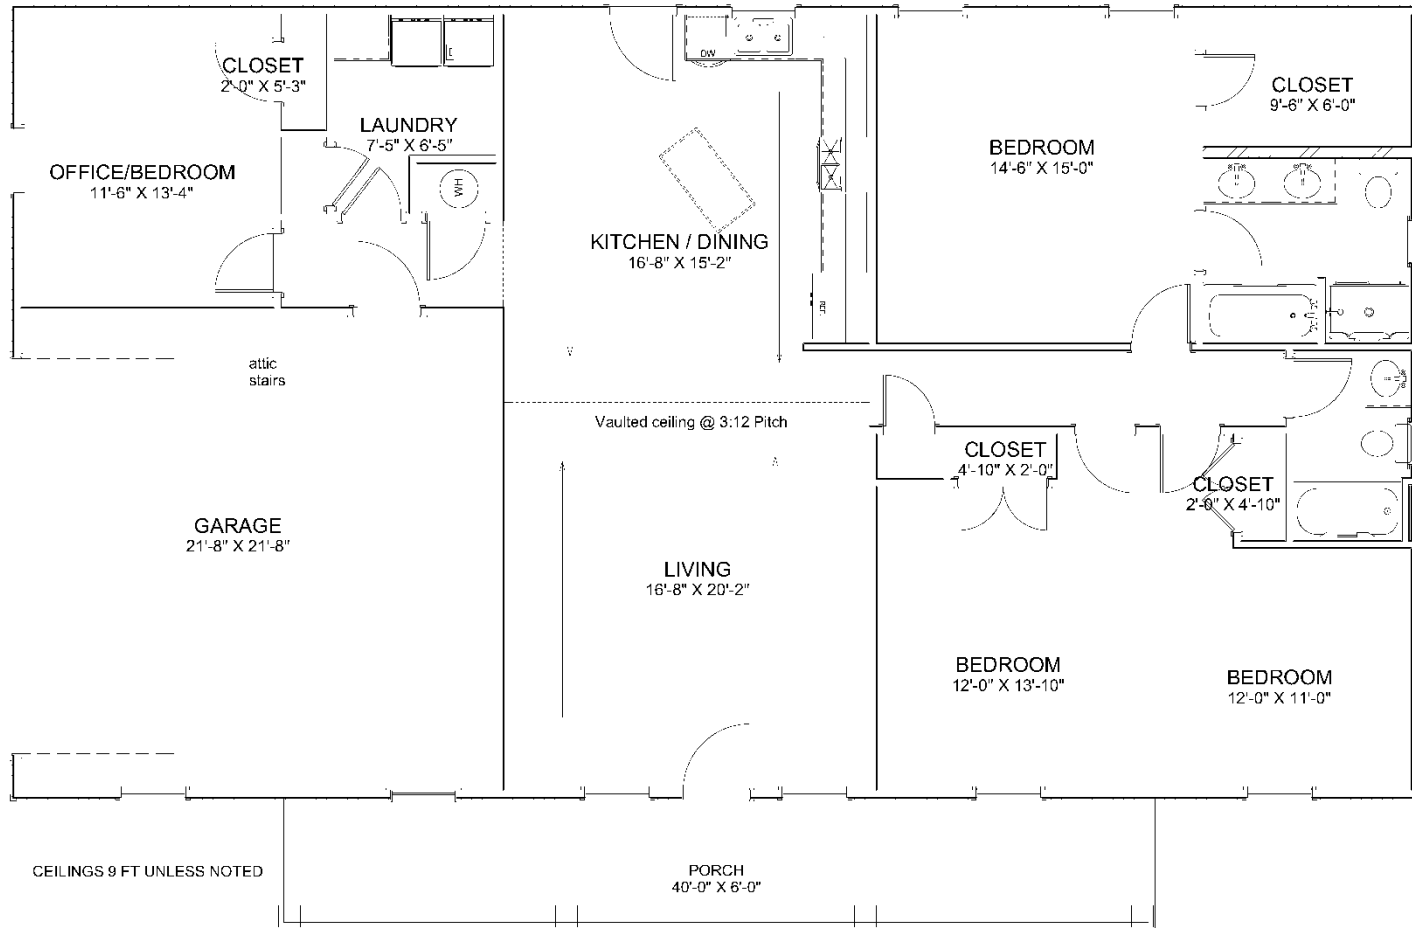 CLOSET
2'-0" X 5'-3"
LAUNDRY
7'-5" X 6'-5"
OFFICE/BEDROOM
11'-6" X 13'-4"
WH
DW
KITCHEN / DINING
16'-8" X 15'-2"
REF.
BEDROOM
14'-6" X 15'-0"
CLOSET
9'-6" X 6'-0"
attic
stairs
Vaulted ceiling @ 3:12 Pitch
CLOSET
4'-10" X 2'-0"
CLOSET
2'-0" X 4'-10"
GARAGE
21'-8" X 21'-8"
LIVING
16'-8" X 20'-2"
BEDROOM
12'-0" X 13'-10"
BEDROOM
12'-0" X 11'-0"
CEILINGS 9 FT UNLESS NOTED
PORCH
40'-0" X 6'-0"